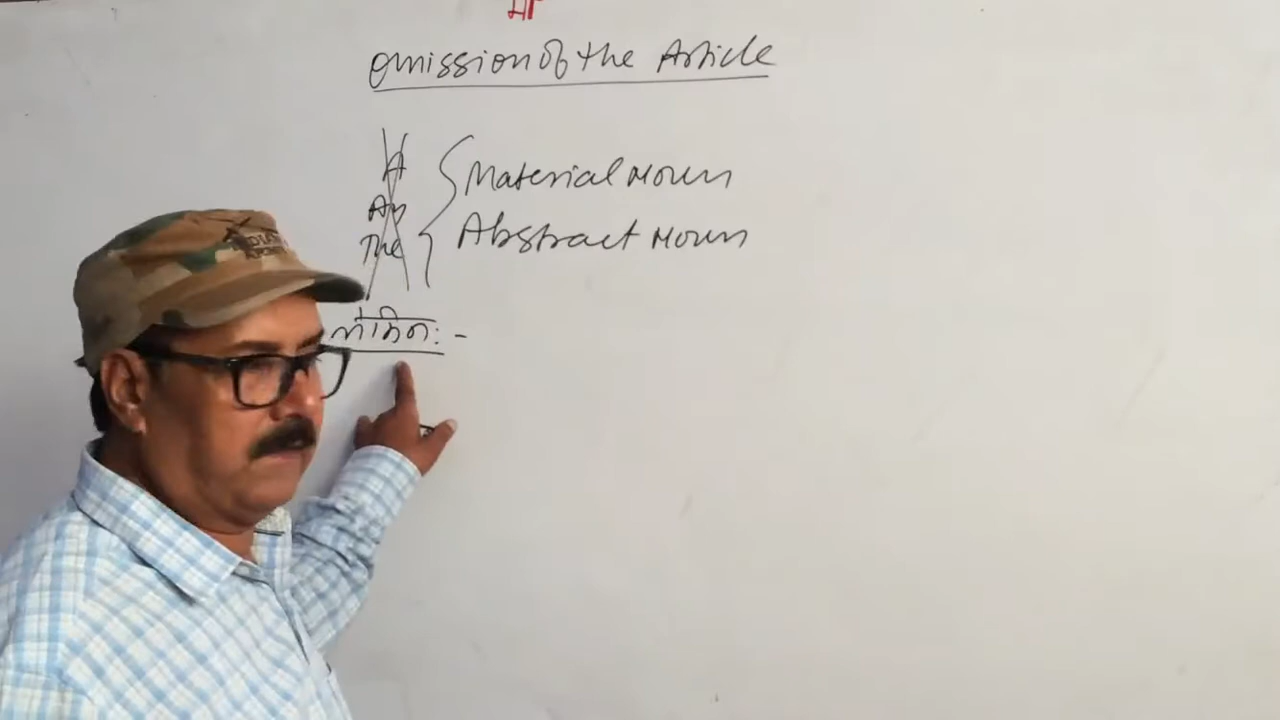 omission of the Article
A
An
The
Material Noun
Abstract Noun